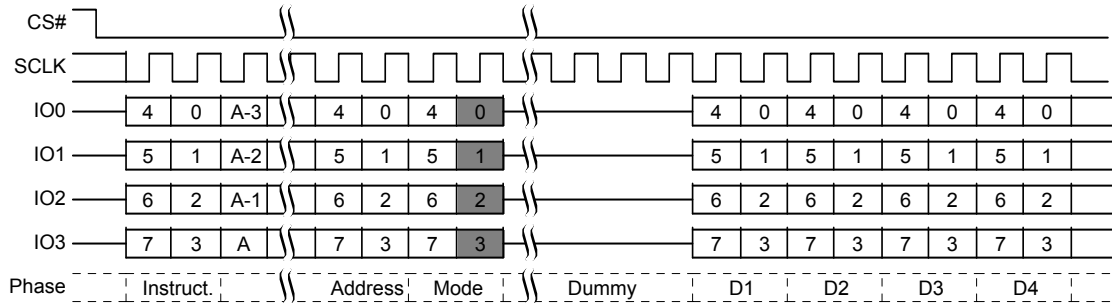 CS#
SCLK
IO0 4 0 A-3 4 0 4 0 4 0 4 0 4 0 4 0
IO1 5 1 A-2 5 1 5 1 5 1 5 1 5 1 5 1
IO2 6 2 A-1 6 2 6 2 6 2 6 2 6 2 6 2
IO3 7 3 A 7 3 7 3 7 3 7 3 7 3 7 3
Phase Instruct. Address Mode Dummy D1 D2 D3 D4